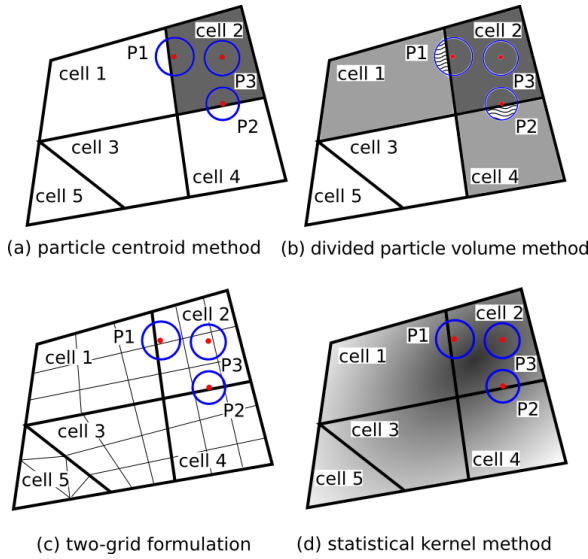 cell 2
P1
cell 1
P3
P2
cell 3
cell 4
cell 5
(a) particle centroid method
cell 2
P1
cell 1
P3
P2
cell 3
cell 4
cell 5
(b) divided particle volume method
cell 2
P1
cell 1
P3
P2
cell 3
cell 4
cell 5
(c) two-grid formulation
cell 2
P1
cell 1
P3
P2
cell 3
cell 4
cell 5
(d) statistical kernel method